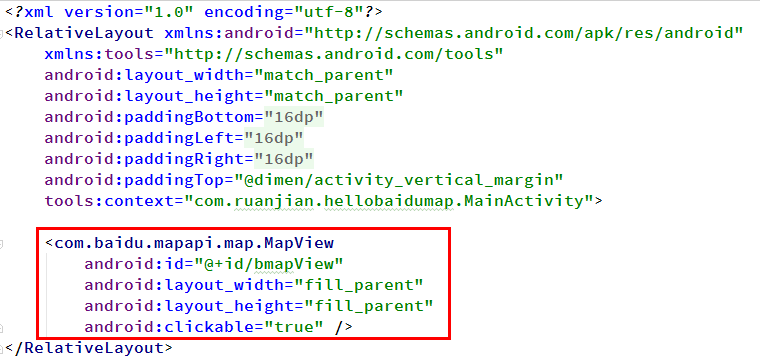 <?xml version="1.0" encoding="utf-8"?>
<RelativeLayout xmlns:android="http://schemas.android.com/apk/res/android"
    xmlns:tools="http://schemas.android.com/tools"
    android:layout_width="match_parent"
    android:layout_height="match_parent"
    android:paddingBottom="16dp"
    android:paddingLeft="16dp"
    android:paddingRight="16dp"
    android:paddingTop="@dimen/activity_vertical_margin"
    tools:context="com.ruanjian.hellobaidumap.MainActivity">
    <com.baidu.mapapi.map.MapView
        android:id="@+id/bmapView"
        android:layout_width="fill_parent"
        android:layout_height="fill_parent"
        android:clickable="true" />
</RelativeLayout>